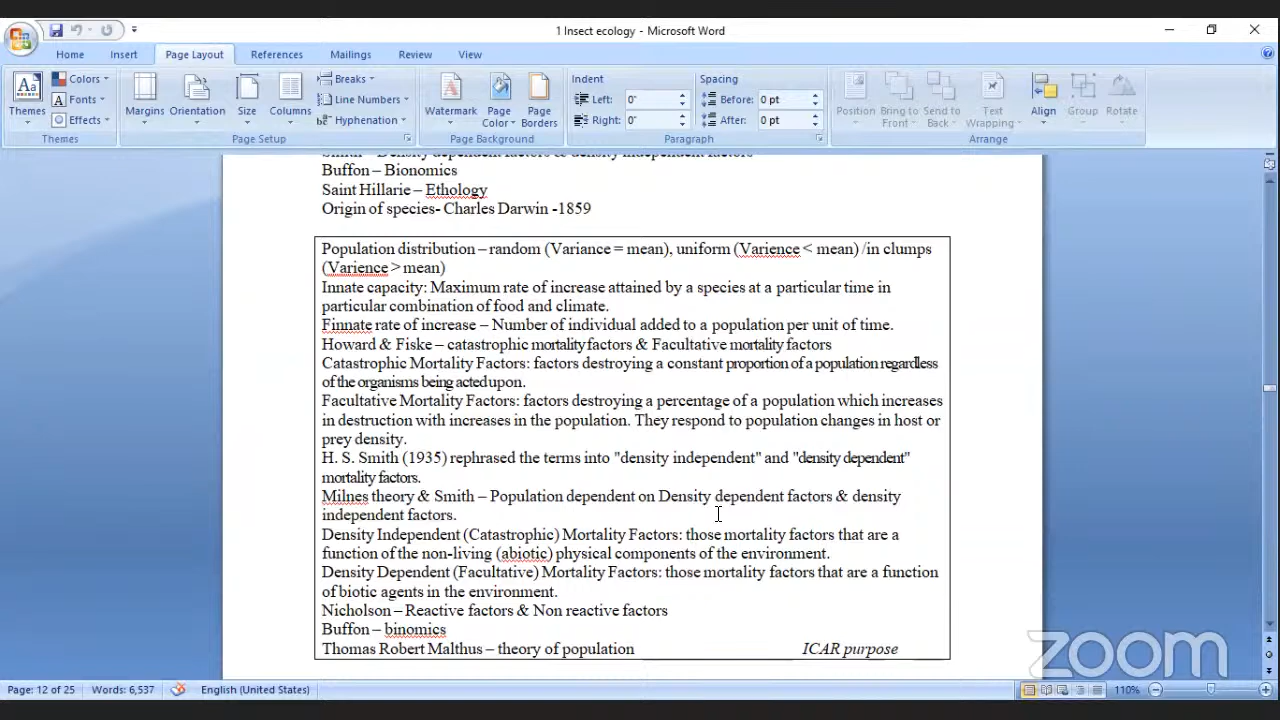 1 Insect ecology - Microsoft Word
Home Insert Page Layout References Mailings Review View
Themes Colors Fonts Effects Margins Orientation Size Columns Breaks Line Numbers Hyphenation Watermark Page Color Page Borders Indent Left: 0" Right: 0" Spacing Before: 0 pt After: 0 pt Position Bring to Front Send to Back Text Wrapping Align Group Rotate
Themes Page Setup Page Background Paragraph Arrange
Smith – Density dependent factors & density independent factors
Buffon – Bionomics
Saint Hillarie – Ethology
Origin of species- Charles Darwin -1859
Population distribution – random (Variance = mean), uniform (Varience < mean) /in clumps
(Varience > mean)
Innate capacity: Maximum rate of increase attained by a species at a particular time in
particular combination of food and climate.
Finnate rate of increase – Number of individual added to a population per unit of time.
Howard & Fiske – catastrophic mortality factors & Facultative mortality factors
Catastrophic Mortality Factors: factors destroying a constant proportion of a population regardless
of the organisms being acted upon.
Facultative Mortality Factors: factors destroying a percentage of a population which increases
in destruction with increases in the population. They respond to population changes in host or
prey density.
H. S. Smith (1935) rephrased the terms into "density independent" and "density dependent"
mortality factors.
Milnes theory & Smith – Population dependent on Density dependent factors & density
independent factors.
Density Independent (Catastrophic) Mortality Factors: those mortality factors that are a
function of the non-living (abiotic) physical components of the environment.
Density Dependent (Facultative) Mortality Factors: those mortality factors that are a function
of biotic agents in the environment.
Nicholson – Reactive factors & Non reactive factors
Buffon – binomics
Thomas Robert Malthus – theory of population ICAR purpose
zoom
Page: 12 of 25 Words: 6,537 English (United States) 110%